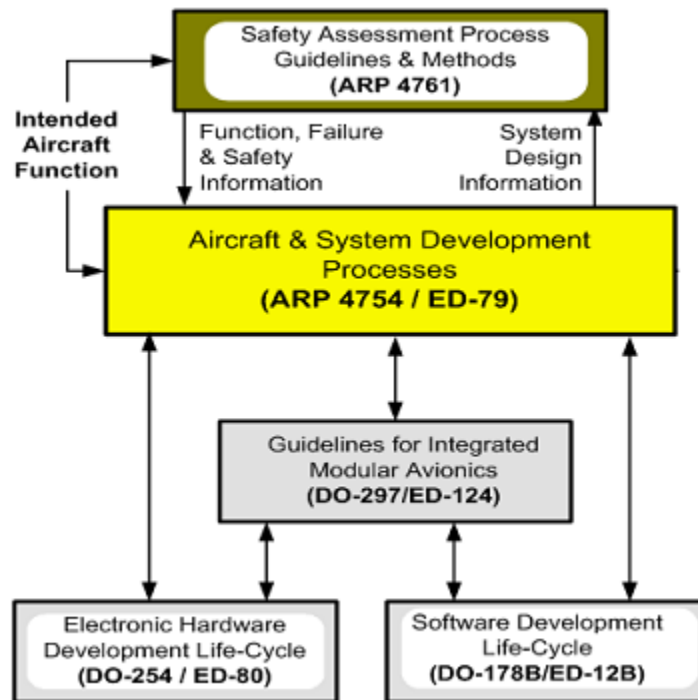 Safety Assessment Process
Guidelines & Methods
(ARP 4761)
Intended
Aircraft
Function
Function, Failure
& Safety
Information
System
Design
Information
Aircraft & System Development
Processes
(ARP 4754 / ED-79)
Guidelines for Integrated
Modular Avionics
(DO-297/ED-124)
Electronic Hardware
Development Life-Cycle
(DO-254 / ED-80)
Software Development
Life-Cycle
(DO-178B/ED-12B)